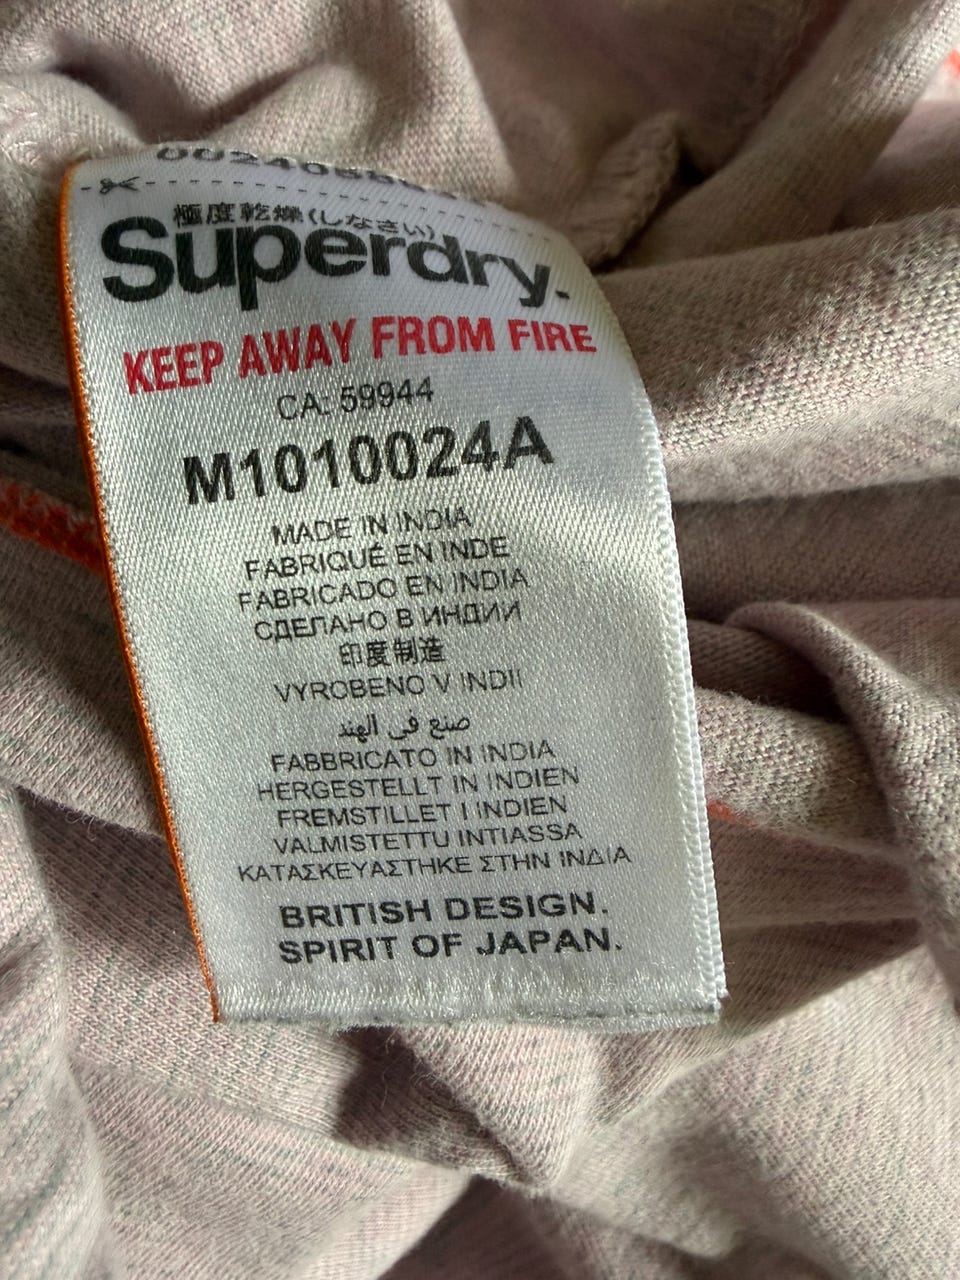 極度乾燥(しなさい)
Superdry.
KEEP AWAY FROM FIRE
CA: 59944
M1010024A
MADE IN INDIA
FABRIQUÉ EN INDE
FABRICADO EN INDIA
СДЕЛАНО В ИНДИИ
印度制造
VYROBENO V INDII
صنع في الهند
FABBRICATO IN INDIA
HERGESTELLT IN INDIEN
FREMSTILLET I INDIEN
VALMISTETTU INTIASSA
ΚΑΤΑΣΚΕΥΑΣΤΗΚΕ ΣΤΗΝ ΙΝΔΙΑ
BRITISH DESIGN.
SPIRIT OF JAPAN.